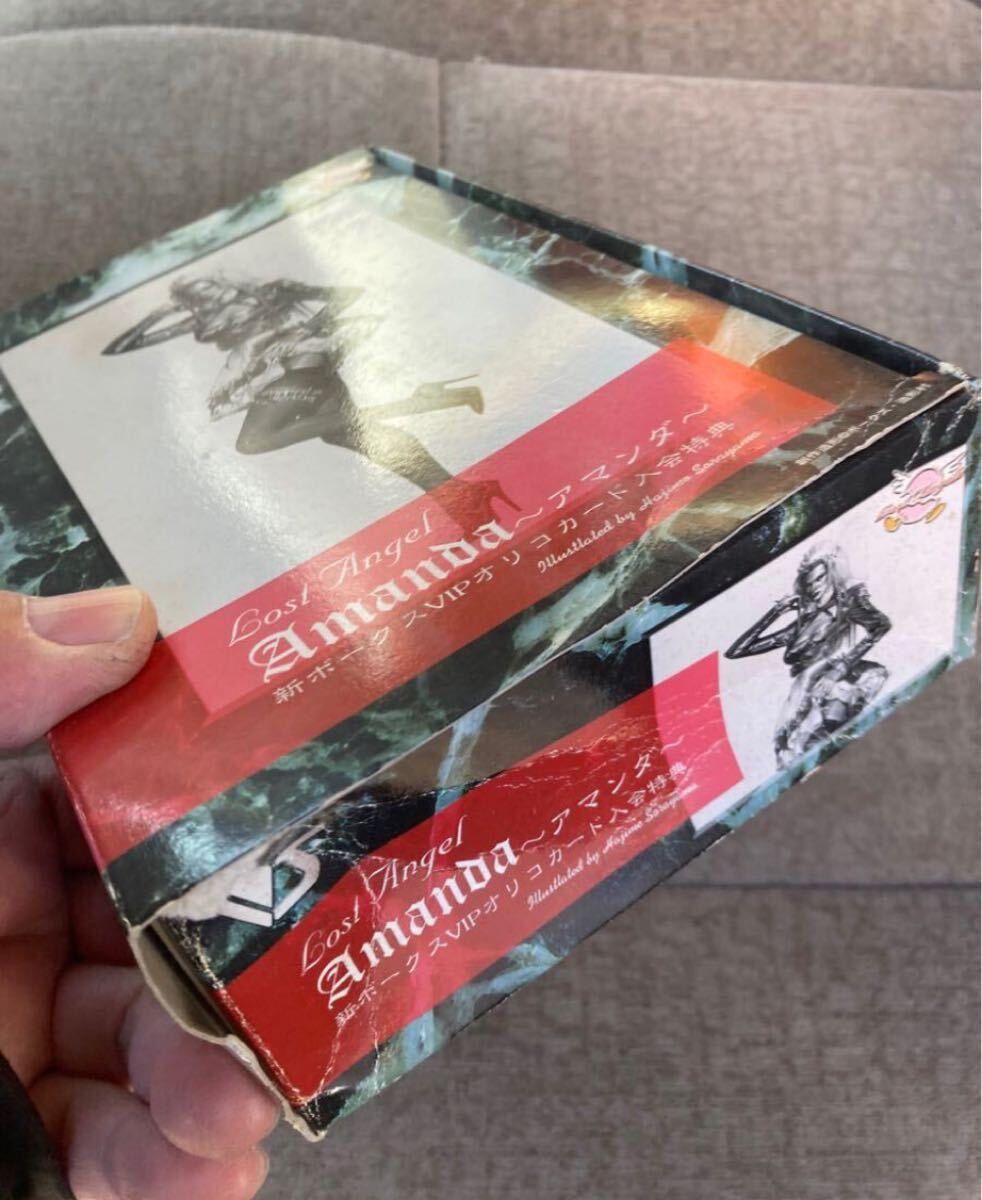 Lost Angel
Amanda～アマンダ～
新ボークスVIPオリコカード入会特典
Illustlated by Hajime Sorayama
Lost Angel
Amanda～アマンダ～
新ボークスVIPオリコカード入会特典
Illustlated by Hajime Sorayama